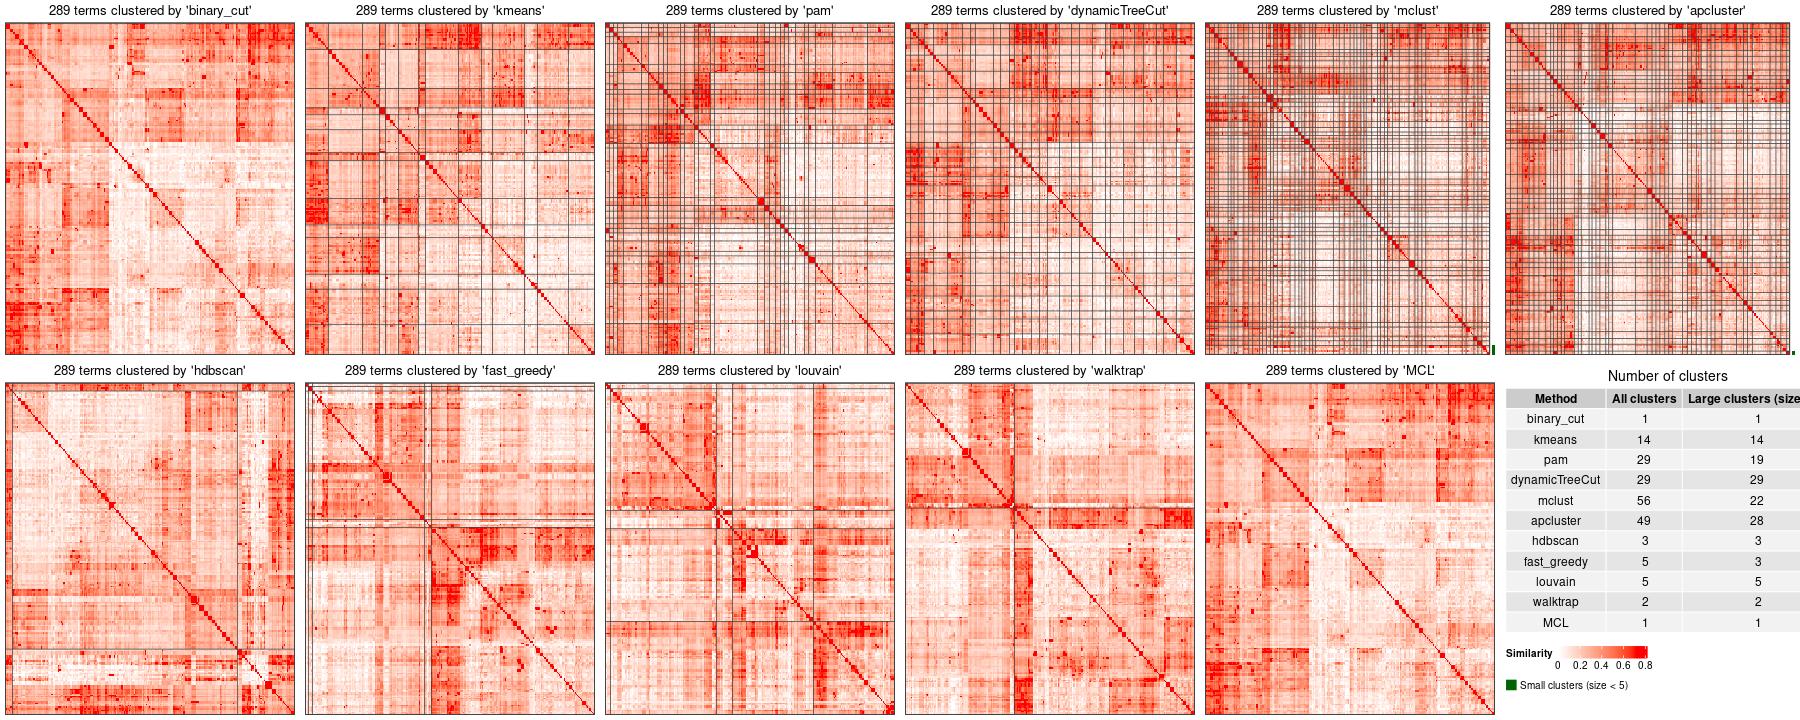 289 terms clustered by 'binary_cut'
289 terms clustered by 'kmeans'
289 terms clustered by 'pam'
289 terms clustered by 'dynamicTreeCut'
289 terms clustered by 'mclust'
289 terms clustered by 'apcluster'
289 terms clustered by 'hdbscan'
289 terms clustered by 'fast_greedy'
289 terms clustered by 'louvain'
289 terms clustered by 'walktrap'
289 terms clustered by 'MCL'
Number of clusters
Method All clusters Large clusters (size
binary_cut 1 1
kmeans 14 14
pam 29 19
dynamicTreeCut 29 29
mclust 56 22
apcluster 49 28
hdbscan 3 3
fast_greedy 5 3
louvain 5 5
walktrap 2 2
MCL 1 1
Similarity
0 0.2 0.4 0.6 0.8
Small clusters (size < 5)